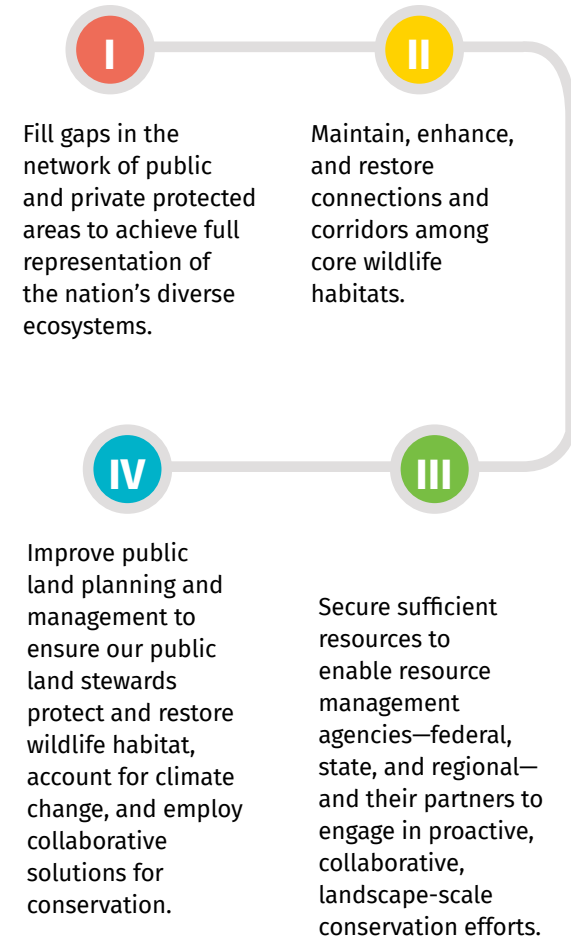 I
Fill gaps in the
network of public
and private protected
areas to achieve full
representation of
the nation’s diverse
ecosystems.
II
Maintain, enhance,
and restore
connections and
corridors among
core wildlife
habitats.
III
Secure sufficient
resources to
enable resource
management
agencies—federal,
state, and regional—
and their partners to
engage in proactive,
collaborative,
landscape-scale
conservation efforts.
IV
Improve public
land planning and
management to
ensure our public
land stewards
protect and restore
wildlife habitat,
account for climate
change, and employ
collaborative
solutions for
conservation.